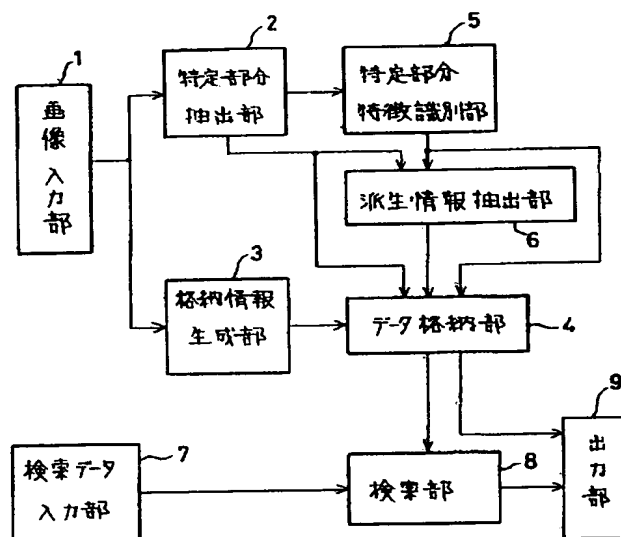 1
画像入力部
2
特定部分
抽出部
5
特定部分
特徴識別部
派生情報抽出部
6
3
格納情報
生成部
データ格納部
4
7
検索データ
入力部
8
検索部
9
出力部